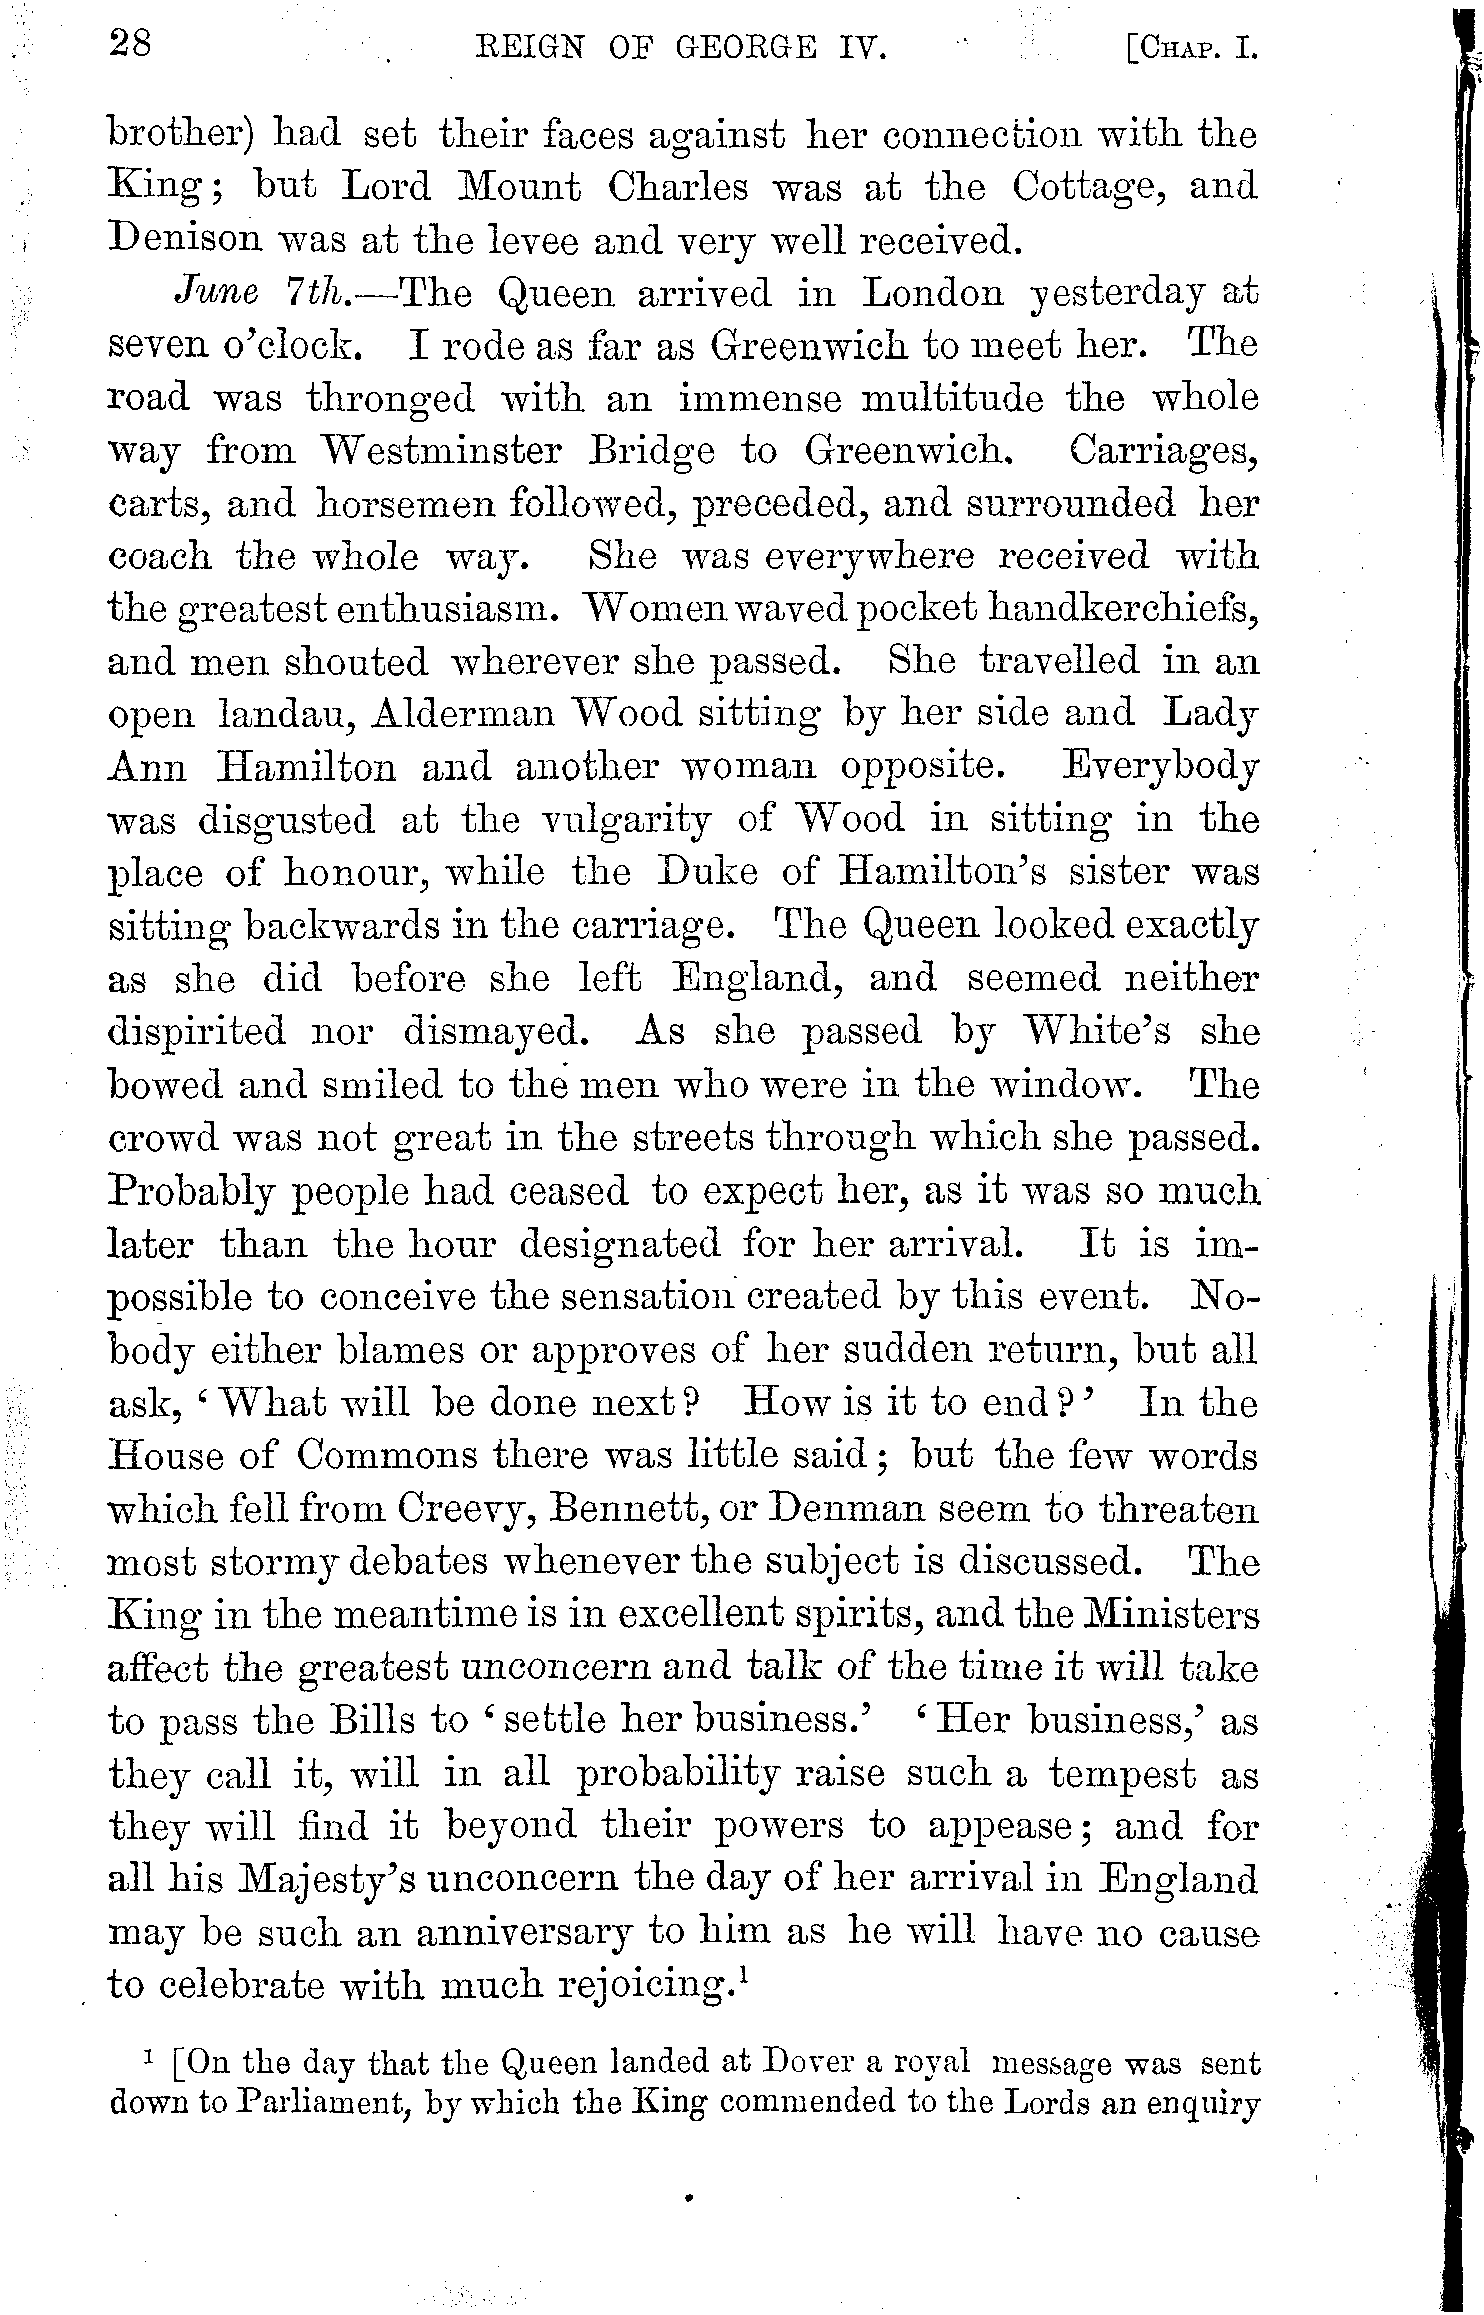 28 REIGN OF GEORGE IV. [CHAP. I.
brother) had set their faces against her connection with the
King; but Lord Mount Charles was at the Cottage, and
Denison was at the levee and very well received.
June 7th.—The Queen arrived in London yesterday at
seven o'clock. I rode as far as Greenwich to meet her. The
road was thronged with an immense multitude the whole
way from Westminster Bridge to Greenwich. Carriages,
carts, and horsemen followed, preceded, and surrounded her
coach the whole way. She was everywhere received with
the greatest enthusiasm. Women waved pocket handkerchiefs,
and men shouted wherever she passed. She travelled in an
open landau, Alderman Wood sitting by her side and Lady
Ann Hamilton and another woman opposite. Everybody
was disgusted at the vulgarity of Wood in sitting in the
place of honour, while the Duke of Hamilton's sister was
sitting backwards in the carriage. The Queen looked exactly
as she did before she left England, and seemed neither
dispirited nor dismayed. As she passed by White's she
bowed and smiled to the men who were in the window. The
crowd was not great in the streets through which she passed.
Probably people had ceased to expect her, as it was so much
later than the hour designated for her arrival. It is im-
possible to conceive the sensation created by this event. No-
body either blames or approves of her sudden return, but all
ask, 'What will be done next? How is it to end?' In the
House of Commons there was little said; but the few words
which fell from Creevy, Bennett, or Denman seem to threaten
most stormy debates whenever the subject is discussed. The
King in the meantime is in excellent spirits, and the Ministers
affect the greatest unconcern and talk of the time it will take
to pass the Bills to 'settle her business.' 'Her business,' as
they call it, will in all probability raise such a tempest as
they will find it beyond their powers to appease; and for
all his Majesty's unconcern the day of her arrival in England
may be such an anniversary to him as he will have no cause
to celebrate with much rejoicing.¹
¹ [On the day that the Queen landed at Dover a royal message was sent
down to Parliament, by which the King commended to the Lords an enquiry